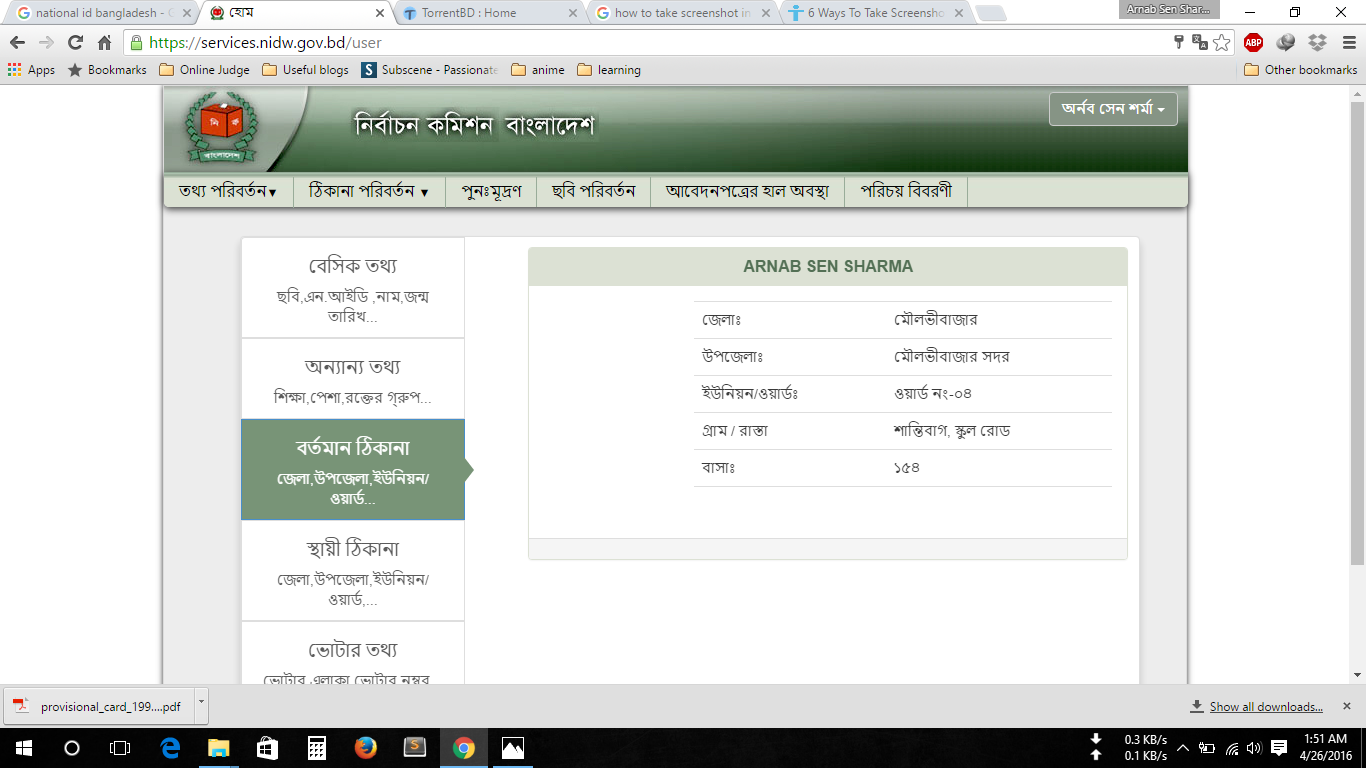 national id bangladesh - G
হোম
TorrentBD : Home
how to take screenshot in
6 Ways To Take Screensho
Arnab Sen Shar...
https://services.nidw.gov.bd/user
ABP
Apps
Bookmarks
Online Judge
Useful blogs
S
Subscene - Passionate
anime
learning
Other bookmarks
নির্বাচন কমিশন বাংলাদেশ
অর্নব সেন শর্মা
নি ক
বাংলাদেশ
তথ্য পরিবর্তন▼
ঠিকানা পরিবর্তন ▼
পুনঃমূদ্রণ
ছবি পরিবর্তন
আবেদনপত্রের হাল অবস্থা
পরিচয় বিবরণী
বেসিক তথ্য
ছবি,এন.আইডি ,নাম,জন্ম
তারিখ...
অন্যান্য তথ্য
শিক্ষা,পেশা,রক্তের গ্রুপ...
বর্তমান ঠিকানা
জেলা,উপজেলা,ইউনিয়ন/
ওয়ার্ড...
স্থায়ী ঠিকানা
জেলা,উপজেলা,ইউনিয়ন/
ওয়ার্ড,...
ভোটার তথ্য
ভোটার এলাকা,ভোটার নম্বর
ARNAB SEN SHARMA
জেলাঃ মৌলভীবাজার
উপজেলাঃ মৌলভীবাজার সদর
ইউনিয়ন/ওয়ার্ডঃ ওয়ার্ড নং-০৪
গ্রাম / রাস্তা শান্তিবাগ, স্কুল রোড
বাসাঃ ১৫৪
provisional_card_199....pdf
Show all downloads...
0.3 KB/s
0.1 KB/s
1:51 AM
4/26/2016